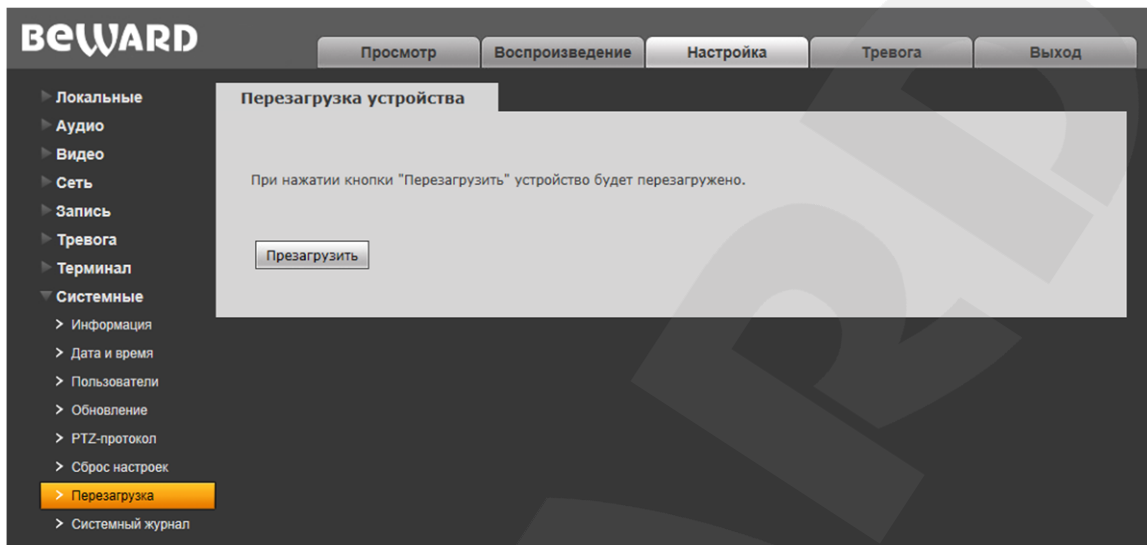 BEWARD
Просмотр Воспроизведение Настройка Тревога Выход
Локальные
Аудио
Видео
Сеть
Запись
Тревога
Терминал
Системные
Информация
Дата и время
Пользователи
Обновление
PTZ-протокол
Сброс настроек
Перезагрузка
Системный журнал
Перезагрузка устройства
При нажатии кнопки "Перезагрузить" устройство будет перезагружено.
Презагрузить